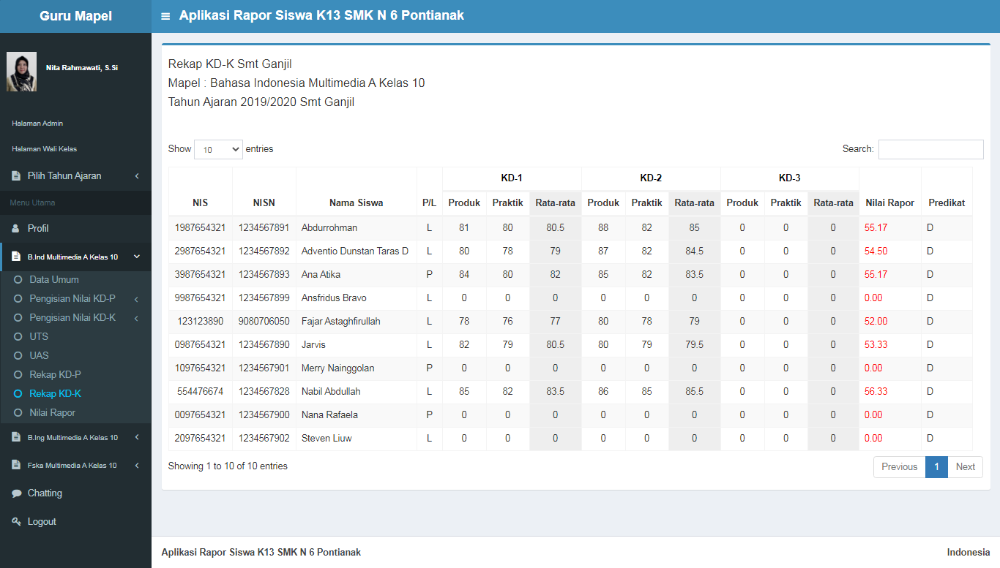 Guru Mapel
Aplikasi Rapor Siswa K13 SMK N 6 Pontianak
Nita Rahmawati, S.Si
Halaman Admin
Halaman Wali Kelas
Pilih Tahun Ajaran
Menu Utama
Profil
B.Ind Multimedia A Kelas 10
Data Umum
Pengisian Nilai KD-P
Pengisian Nilai KD-K
UTS
UAS
Rekap KD-P
Rekap KD-K
Nilai Rapor
B.Ing Multimedia A Kelas 10
Fska Multimedia A Kelas 10
Chatting
Logout
Rekap KD-K Smt Ganjil
Mapel : Bahasa Indonesia Multimedia A Kelas 10
Tahun Ajaran 2019/2020 Smt Ganjil
Show 10 entries Search:
KD-1 KD-2 KD-3
NIS NISN Nama Siswa P/L Produk Praktik Rata-rata Produk Praktik Rata-rata Produk Praktik Rata-rata Nilai Rapor Predikat
1987654321 1234567891 Abdurrohman L 81 80 80.5 88 82 85 0 0 0 55.17 D
2987654321 1234567892 Adventio Dunstan Taras D L 80 78 79 87 82 84.5 0 0 0 54.50 D
3987654321 1234567893 Ana Atika P 84 80 82 85 82 83.5 0 0 0 55.17 D
9987654321 1234567899 Ansfridus Bravo L 0 0 0 0 0 0 0 0 0 0.00 D
123123890 9080706050 Fajar Astaghfirullah L 78 76 77 80 78 79 0 0 0 52.00 D
0987654321 1234567890 Jarvis L 82 79 80.5 80 79 79.5 0 0 0 53.33 D
1097654321 1234567901 Merry Nainggolan P 0 0 0 0 0 0 0 0 0 0.00 D
554476674 1234567828 Nabil Abdullah L 85 82 83.5 86 85 85.5 0 0 0 56.33 D
0097654321 1234567900 Nana Rafaela P 0 0 0 0 0 0 0 0 0 0.00 D
2097654321 1234567902 Steven Liuw L 0 0 0 0 0 0 0 0 0 0.00 D
Showing 1 to 10 of 10 entries
Previous 1 Next
Aplikasi Rapor Siswa K13 SMK N 6 Pontianak
Indonesia